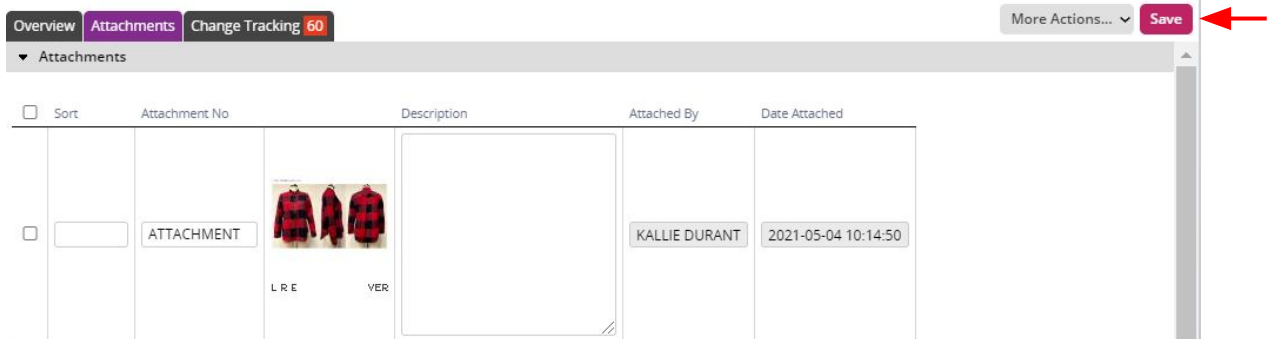 Overview Attachments Change Tracking 60 More Actions... Save
Attachments
Sort Attachment No Description Attached By Date Attached
ATTACHMENT KALLIE DURANT 2021-05-04 10:14:50
L R E VER